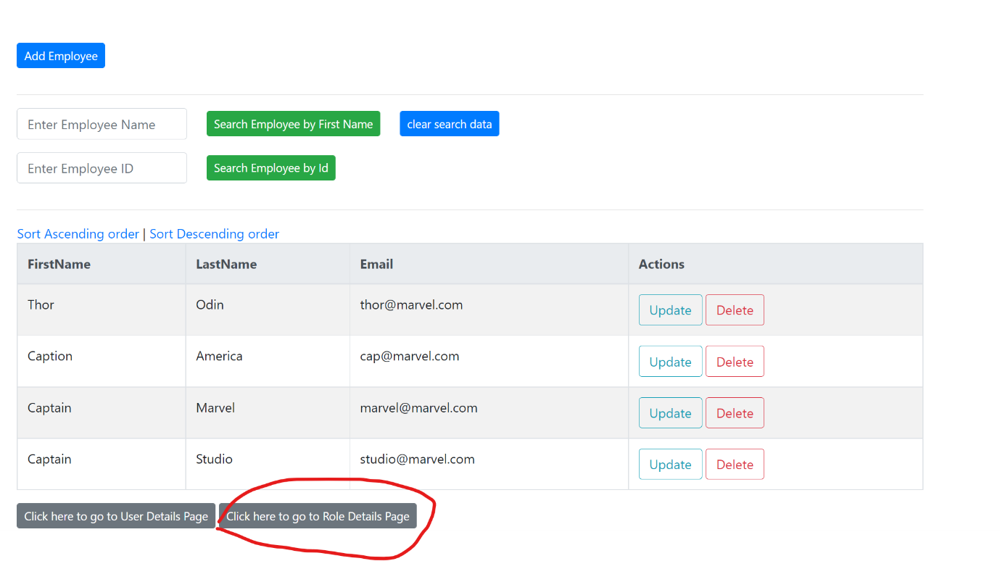 Add Employee
Enter Employee Name Search Employee by First Name clear search data
Enter Employee ID Search Employee by Id
Sort Ascending order | Sort Descending order
FirstName LastName Email Actions
Thor Odin thor@marvel.com Update Delete
Caption America cap@marvel.com Update Delete
Captain Marvel marvel@marvel.com Update Delete
Captain Studio studio@marvel.com Update Delete
Click here to go to User Details Page Click here to go to Role Details Page